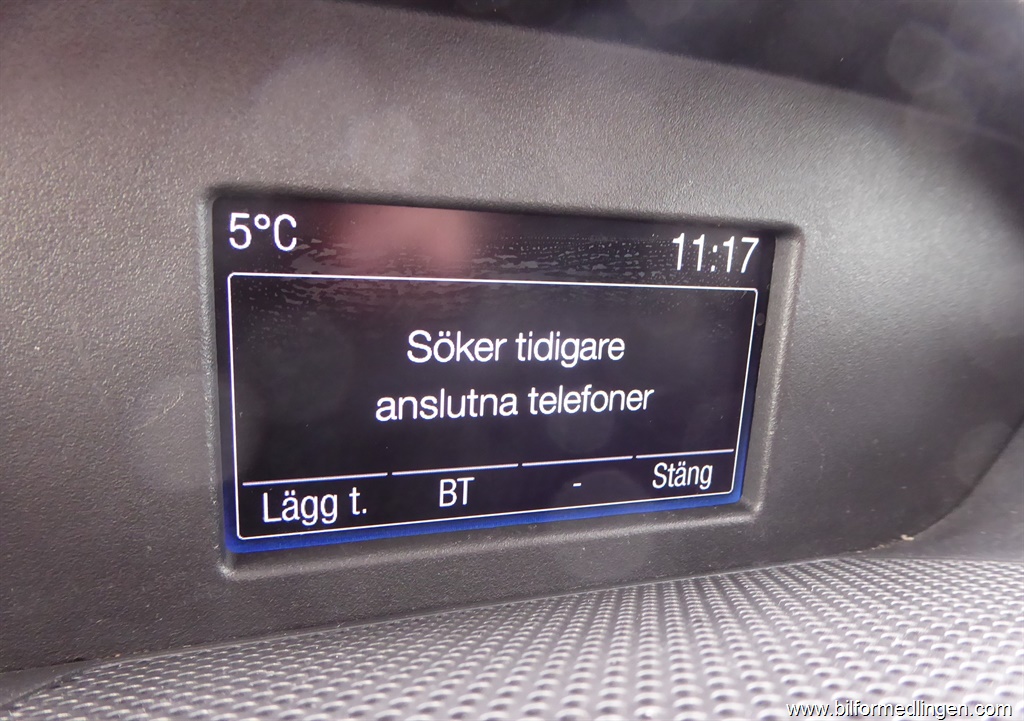 5°C
11:17
Söker tidigare
anslutna telefoner
Lägg t. BT - Stäng
www.bilformedlingen.com